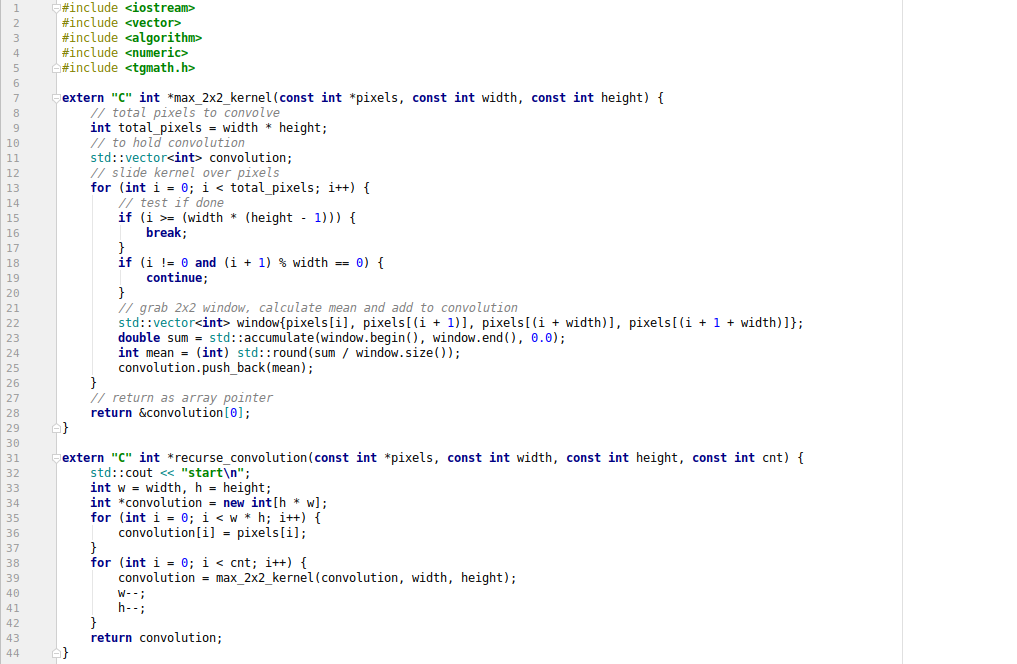 1 #include <iostream>
2 #include <vector>
3 #include <algorithm>
4 #include <numeric>
5 #include <tgmath.h>
6
7 extern "C" int *max_2x2_kernel(const int *pixels, const int width, const int height) {
8     // total pixels to convolve
9     int total_pixels = width * height;
10     // to hold convolution
11     std::vector<int> convolution;
12     // slide kernel over pixels
13     for (int i = 0; i < total_pixels; i++) {
14         // test if done
15         if (i >= (width * (height - 1))) {
16             break;
17         }
18         if (i != 0 and (i + 1) % width == 0) {
19             continue;
20         }
21         // grab 2x2 window, calculate mean and add to convolution
22         std::vector<int> window{pixels[i], pixels[(i + 1)], pixels[(i + width)], pixels[(i + 1 + width)]};
23         double sum = std::accumulate(window.begin(), window.end(), 0.0);
24         int mean = (int) std::round(sum / window.size());
25         convolution.push_back(mean);
26     }
27     // return as array pointer
28     return &convolution[0];
29 }
30
31 extern "C" int *recurse_convolution(const int *pixels, const int width, const int height, const int cnt) {
32     std::cout << "start\n";
33     int w = width, h = height;
34     int *convolution = new int[h * w];
35     for (int i = 0; i < w * h; i++) {
36         convolution[i] = pixels[i];
37     }
38     for (int i = 0; i < cnt; i++) {
39         convolution = max_2x2_kernel(convolution, width, height);
40         w--;
41         h--;
42     }
43     return convolution;
44 }